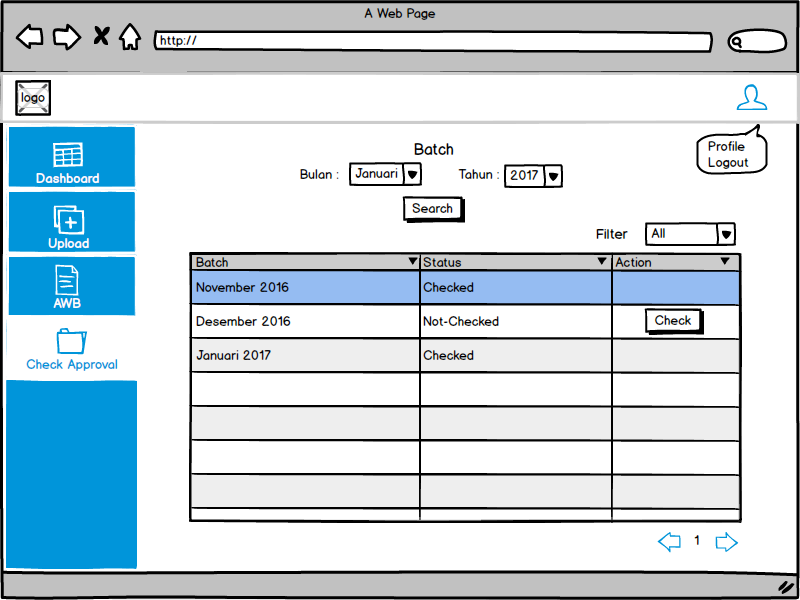 A Web Page
http://
logo
Profile
Logout
Dashboard
Upload
AWB
Check Approval
Batch
Bulan : Januari Tahun : 2017
Search
Filter All
Batch Status Action
November 2016 Checked
Desember 2016 Not-Checked Check
Januari 2017 Checked
1